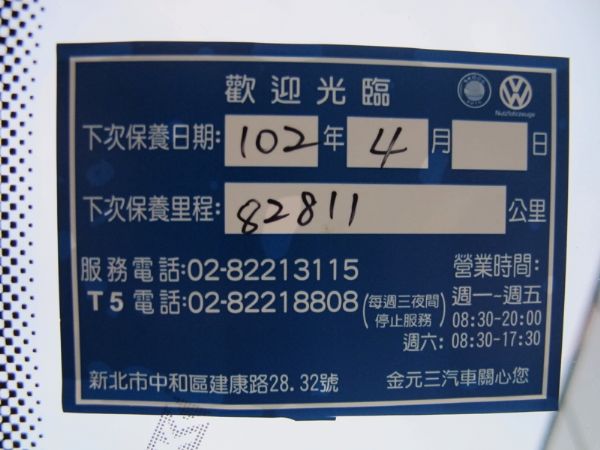 歡迎光臨
Nutzfahrzeuge
下次保養日期: 102 年 4 月 日
下次保養里程: 82811 公里
服務電話:02-82213115
T5電話:02-82218808 (每週三夜間停止服務)
營業時間:
週一~週五
08:30-20:00
週六: 08:30-17:30
新北市中和區建康路28.32號
金元三汽車關心您